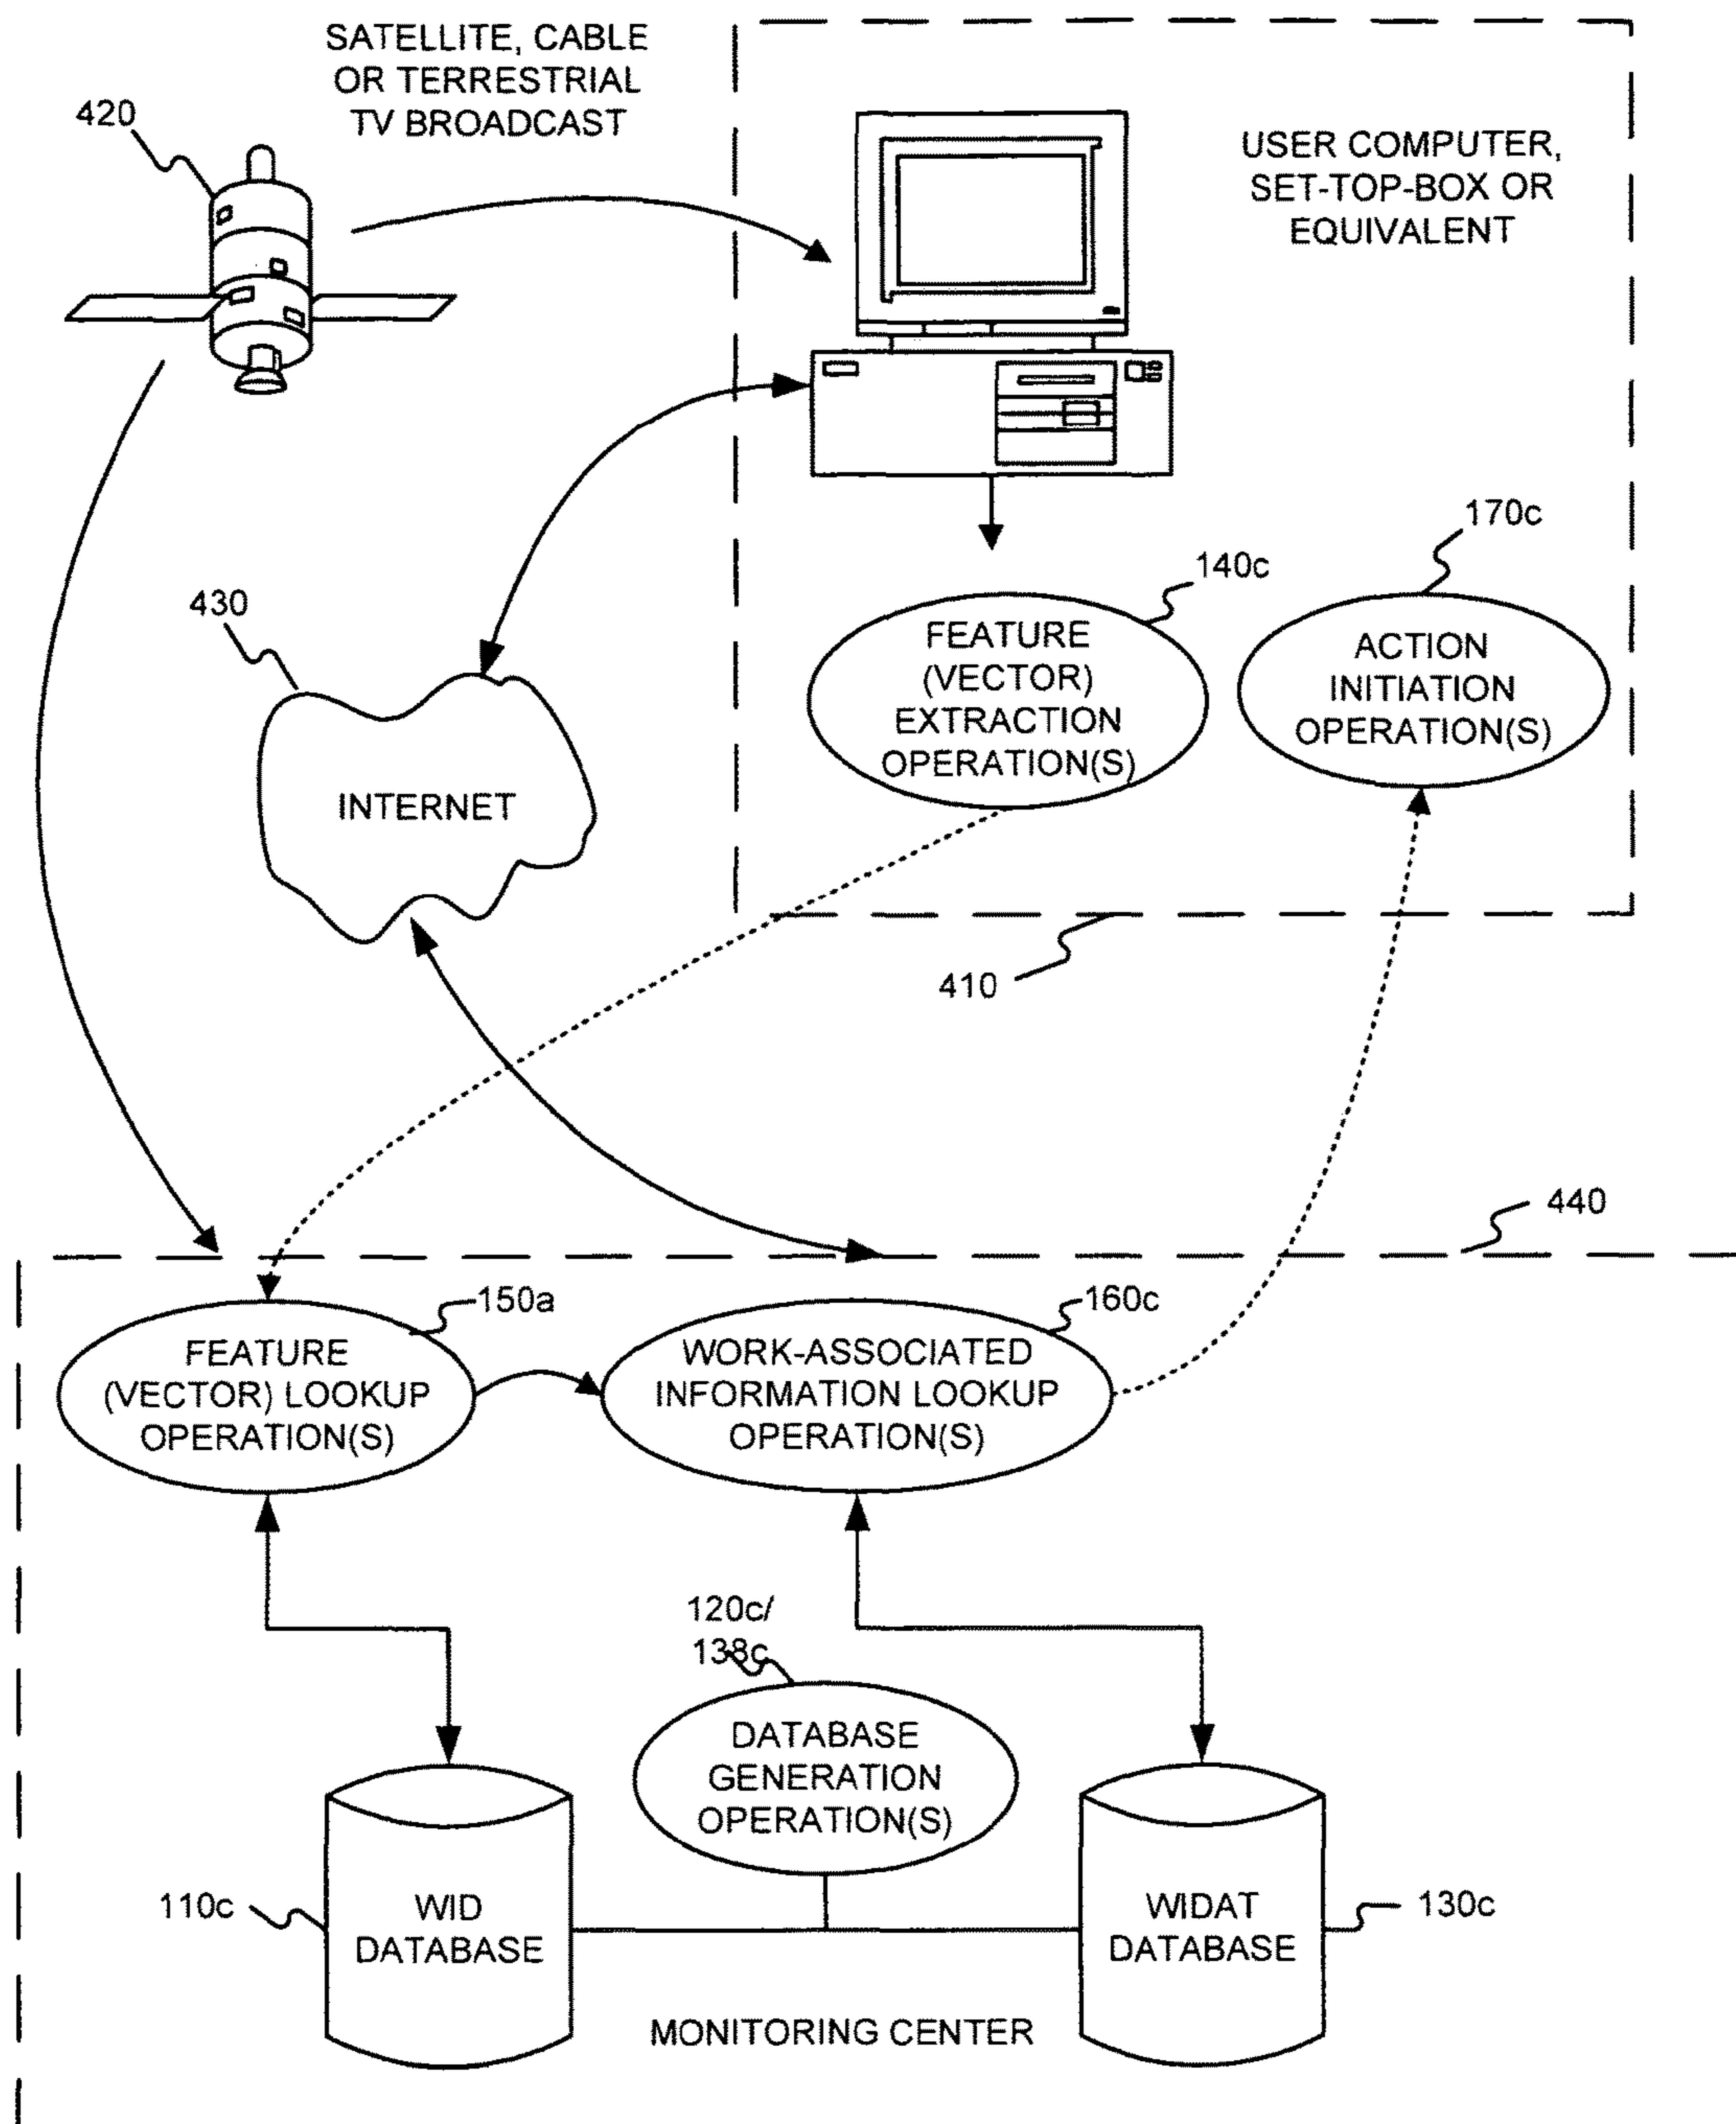 SATELLITE, CABLE
OR TERRESTRIAL
TV BROADCAST
420
USER COMPUTER,
SET-TOP-BOX OR
EQUIVALENT
170c
140c
430
FEATURE
(VECTOR)
EXTRACTION
OPERATION(S)
ACTION
INITIATION
OPERATION(S)
INTERNET
410
440
150a
160c
FEATURE
(VECTOR) LOOKUP
OPERATION(S)
WORK-ASSOCIATED
INFORMATION LOOKUP
OPERATION(S)
120c/
138c
DATABASE
GENERATION
OPERATION(S)
110c
WID
DATABASE
WIDAT
DATABASE
130c
MONITORING CENTER